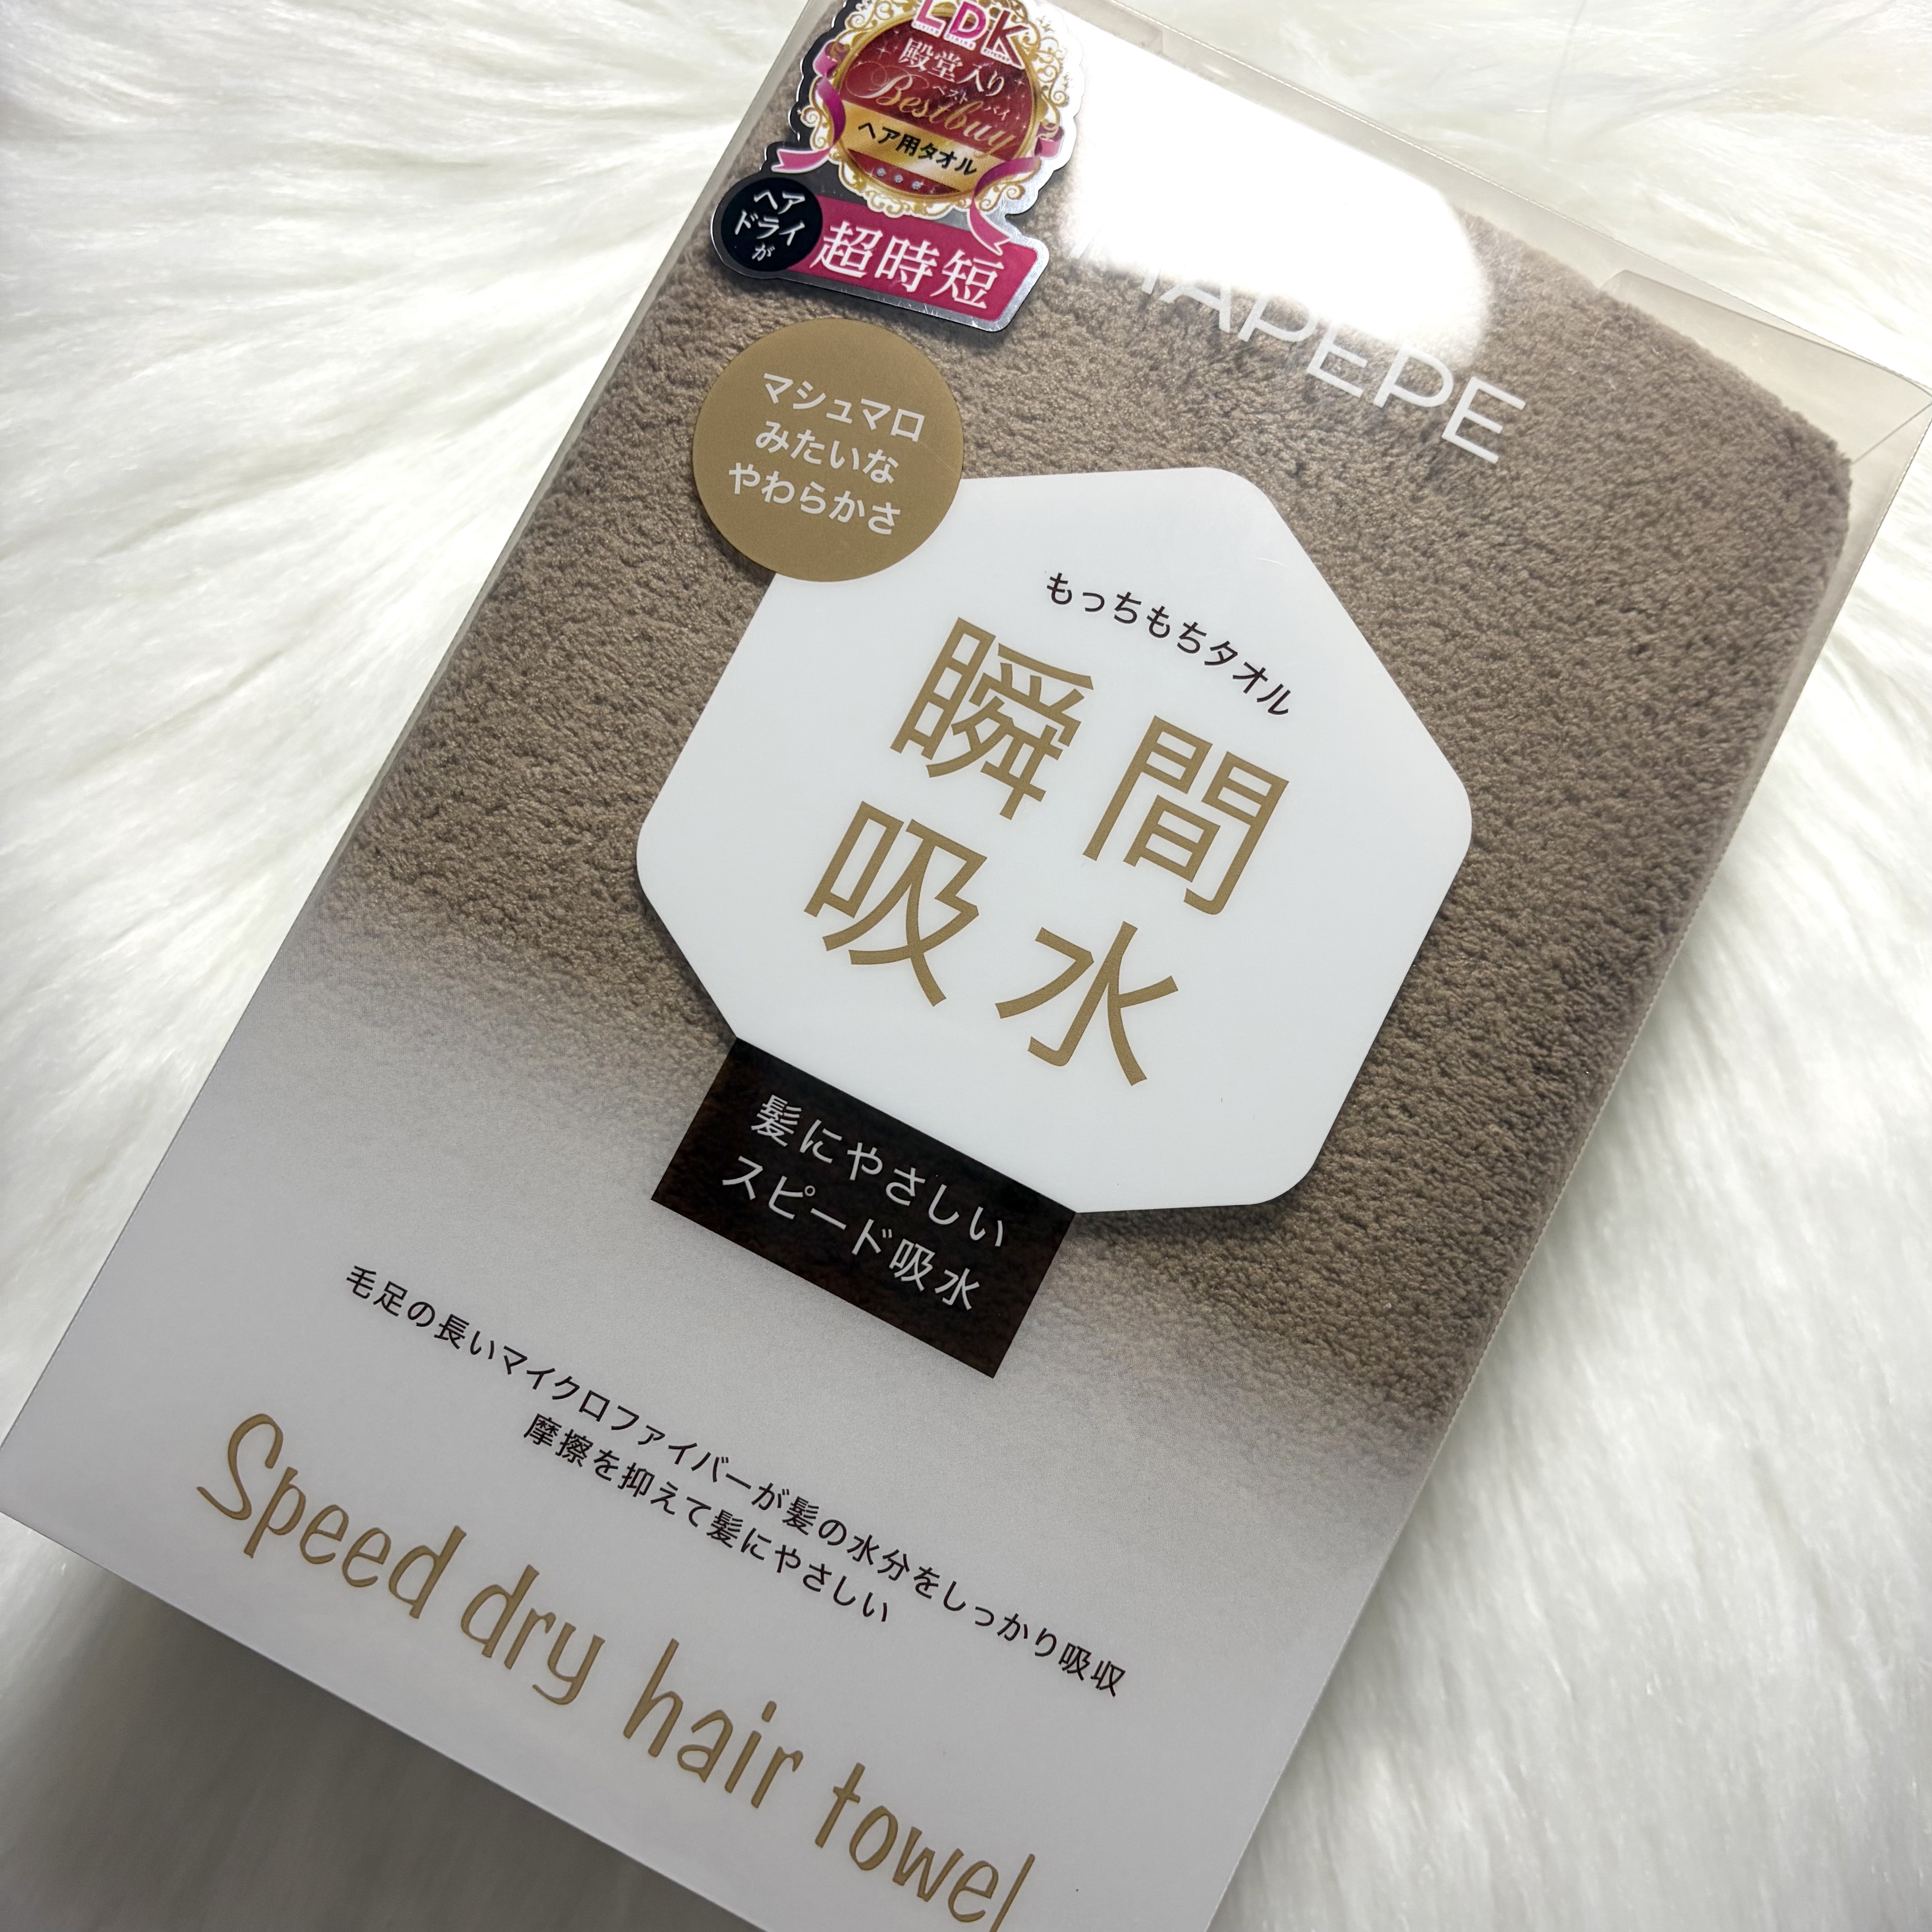 LDK
殿堂入り
ベストバイ
Bestbuy
ヘア用タオル
ヘア
ドライ
が
超時短
MAPEPE
マシュマロ
みたいな
やわらかさ
もっちもちタオル
瞬間
吸水
髪にやさしい
スピード吸水
毛足の長いマイクロファイバーが髪の水分をしっかり吸収
摩擦を抑えて髪にやさしい
Speed dry hair towel